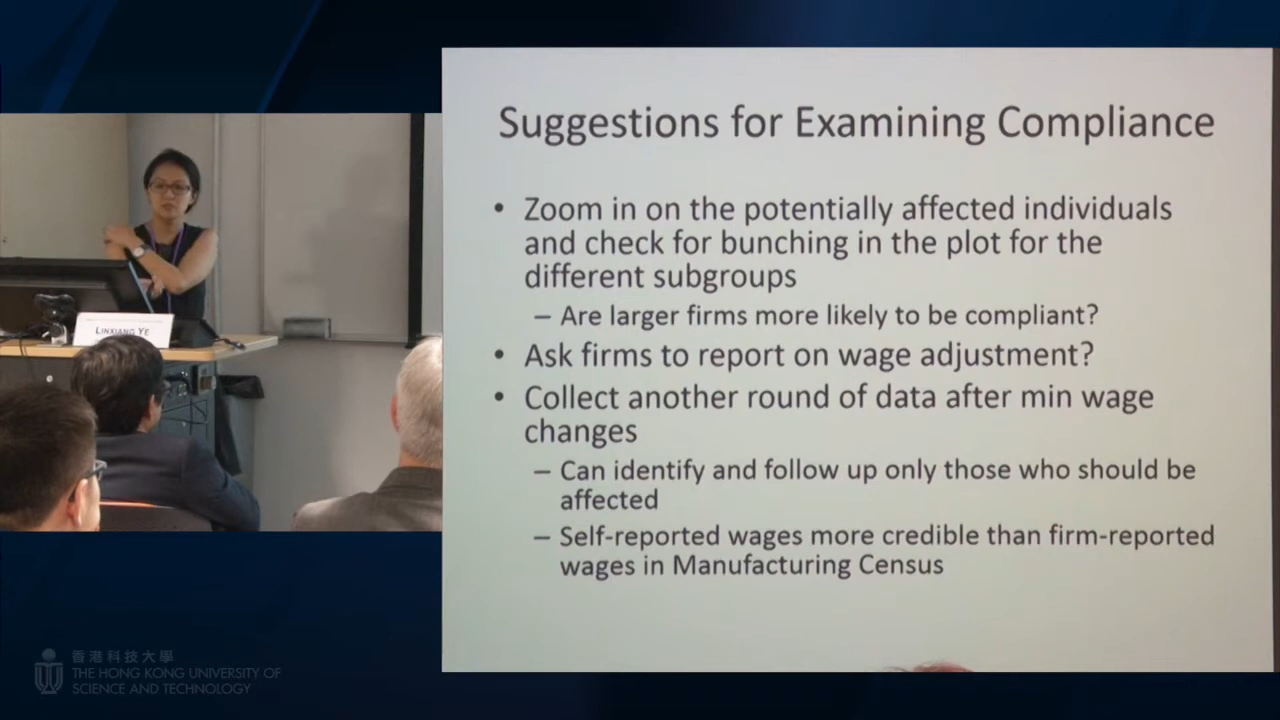 Suggestions for Examining Compliance
• Zoom in on the potentially affected individuals
and check for bunching in the plot for the
different subgroups
– Are larger firms more likely to be compliant?
• Ask firms to report on wage adjustment?
• Collect another round of data after min wage
changes
– Can identify and follow up only those who should be
affected
– Self-reported wages more credible than firm-reported
wages in Manufacturing Census
LINXIANG YE
香港科技大學
THE HONG KONG UNIVERSITY OF
SCIENCE AND TECHNOLOGY